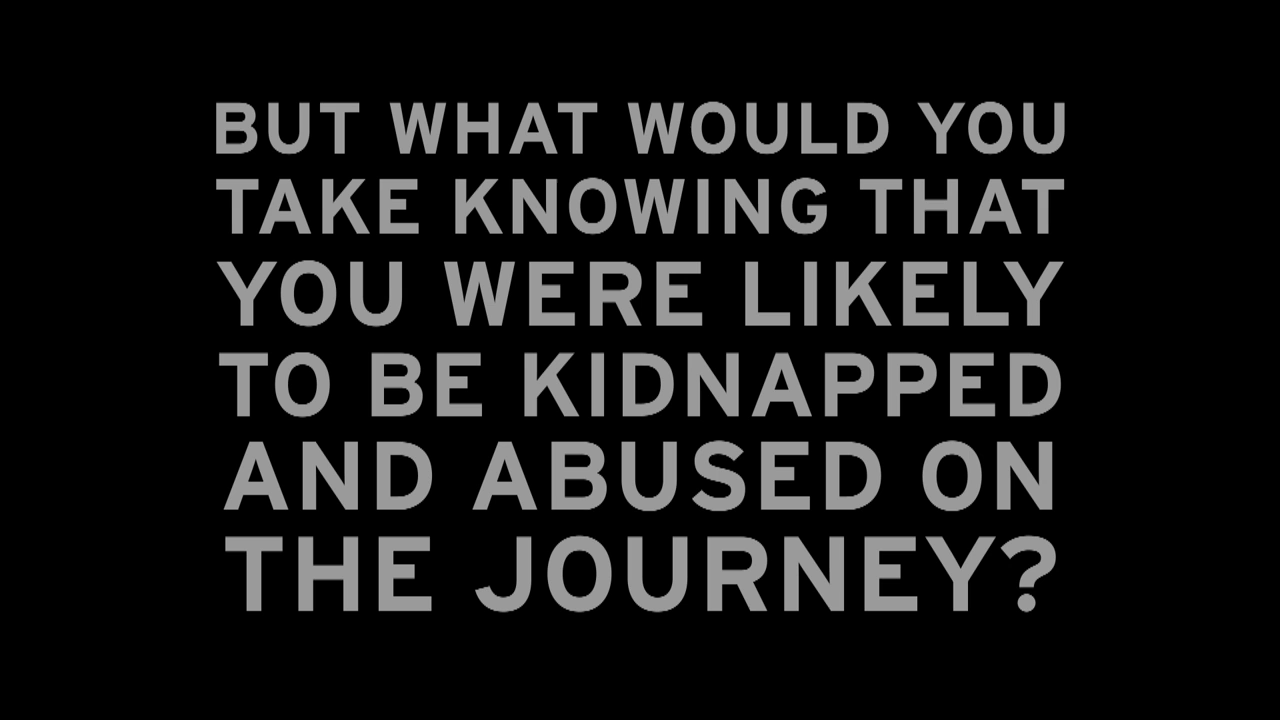 BUT WHAT WOULD YOU
TAKE KNOWING THAT
YOU WERE LIKELY
TO BE KIDNAPPED
AND ABUSED ON
THE JOURNEY?